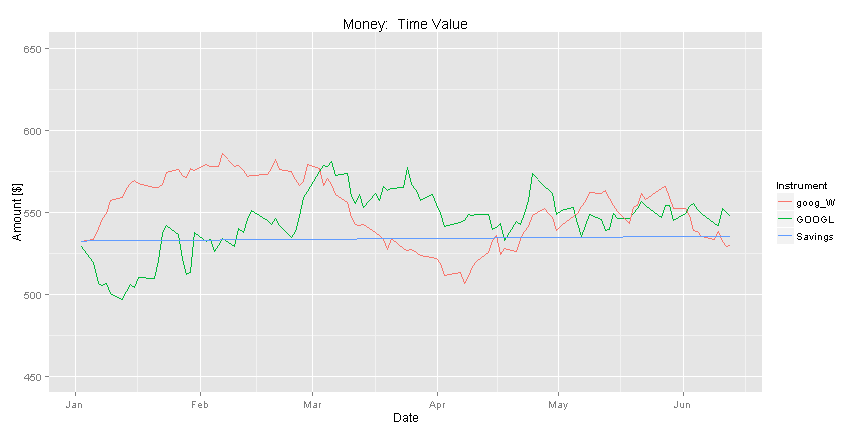 Money:  Time Value
650
600
550
500
450
Amount [$]
Jan Feb Mar Apr May Jun
Date
Instrument
goog_W
GOOGL
Savings